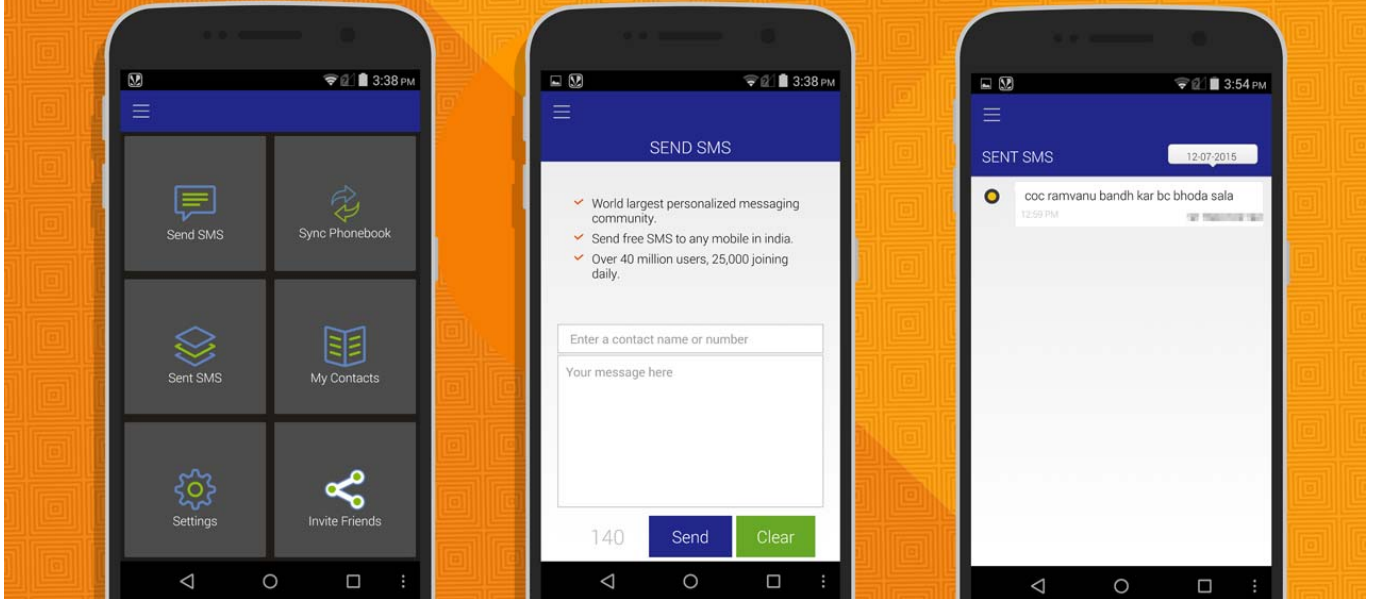 3:38 PM
Send SMS
Sync Phonebook
Sent SMS
My Contacts
Settings
Invite Friends
3:38 PM
SEND SMS
World largest personalized messaging
community.
Send free SMS to any mobile in india.
Over 40 million users, 25,000 joining
daily.
Enter a contact name or number
Your message here
140
Send
Clear
3:54 PM
SENT SMS
12-07-2015
coc ramvanu bandh kar bc bhoda sala
12:59 PM